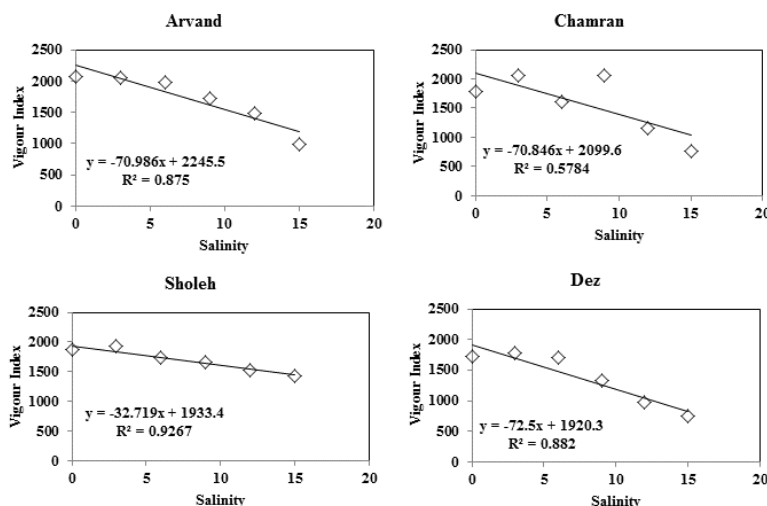 Arvand
2500
2000
1500
1000
500
0
Vigour Index
y = -70.986x + 2245.5
R² = 0.875
0 5 10 15 20
Salinity
Chamran
2500
2000
1500
1000
500
0
Vigour Index
y = -70.846x + 2099.6
R² = 0.5784
0 5 10 15 20
Salinity
Sholeh
2500
2000
1500
1000
500
0
Vigour Index
y = -32.719x + 1933.4
R² = 0.9267
0 5 10 15 20
Salinity
Dez
2500
2000
1500
1000
500
0
Vigour Index
y = -72.5x + 1920.3
R² = 0.882
0 5 10 15 20
Salinity